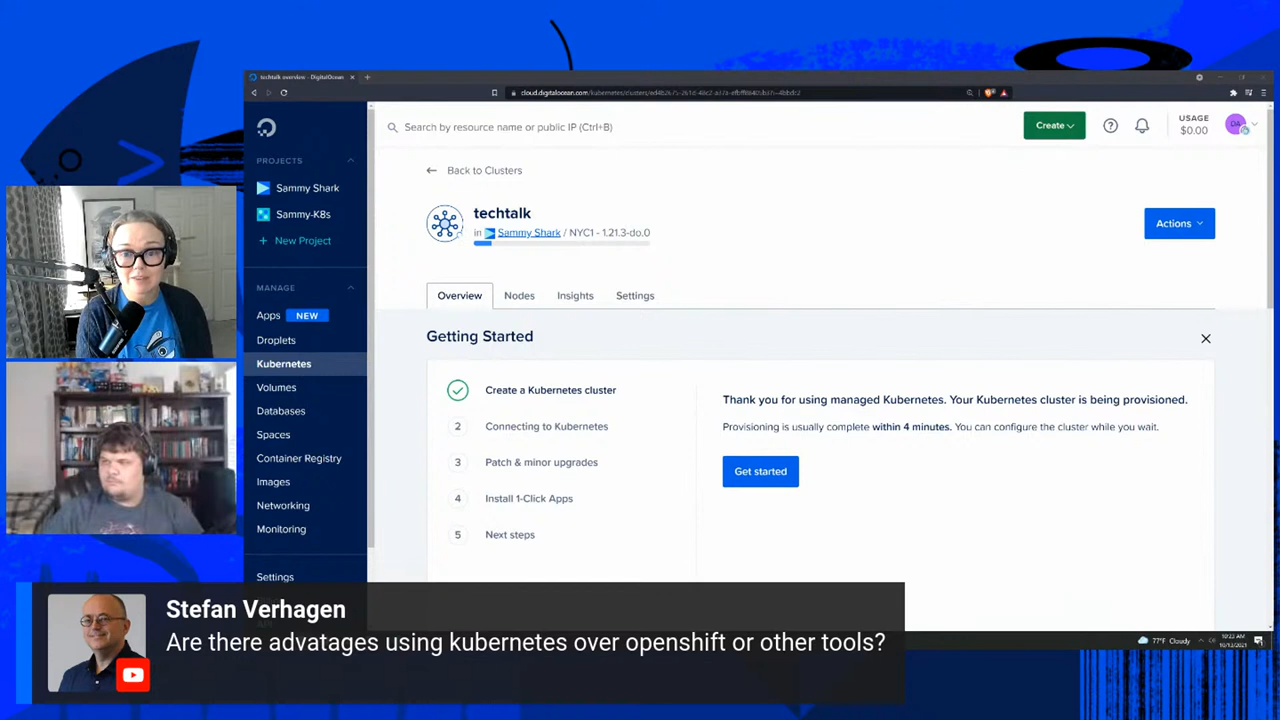 techtalk overview - DigitalOcean
Search by resource name or public IP (Ctrl+B)
Create
USAGE
$0.00
PROJECTS
Sammy Shark
Sammy-K8s
+ New Project
MANAGE
Apps NEW
Droplets
Kubernetes
Volumes
Databases
Spaces
Container Registry
Images
Networking
Monitoring
Settings
← Back to Clusters
techtalk
in Sammy Shark / NYC1 - 1.21.3-do.0
Actions
Overview Nodes Insights Settings
Getting Started
Create a Kubernetes cluster
2 Connecting to Kubernetes
3 Patch & minor upgrades
4 Install 1-Click Apps
5 Next steps
Thank you for using managed Kubernetes. Your Kubernetes cluster is being provisioned.
Provisioning is usually complete within 4 minutes. You can configure the cluster while you wait.
Get started
77°F Cloudy
10:23 AM
Stefan Verhagen
Are there advatages using kubernetes over openshift or other tools?